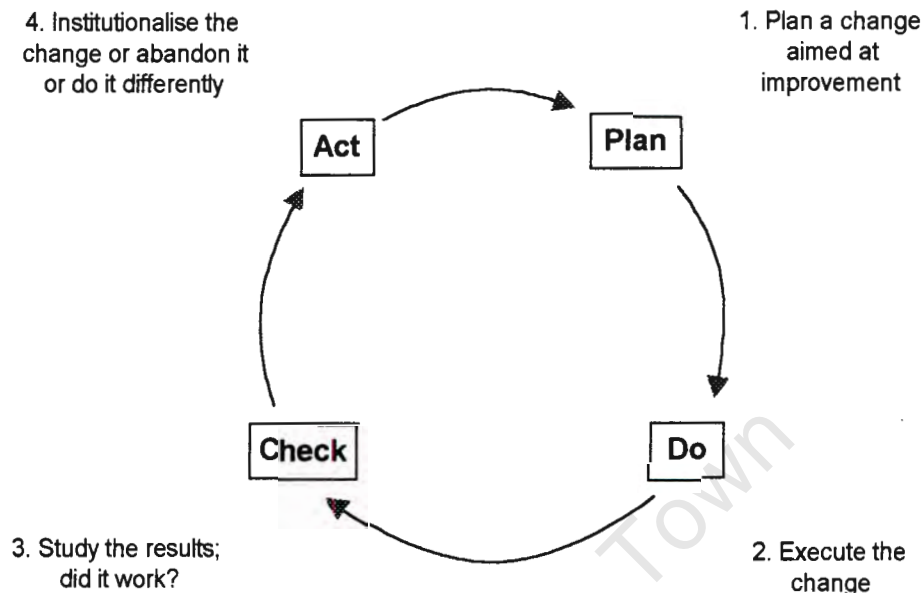 4. Institutionalise the
change or abandon it
or do it differently
1. Plan a change
aimed at
improvement
Act
Plan
Check
Do
Town
3. Study the results;
did it work?
2. Execute the
change